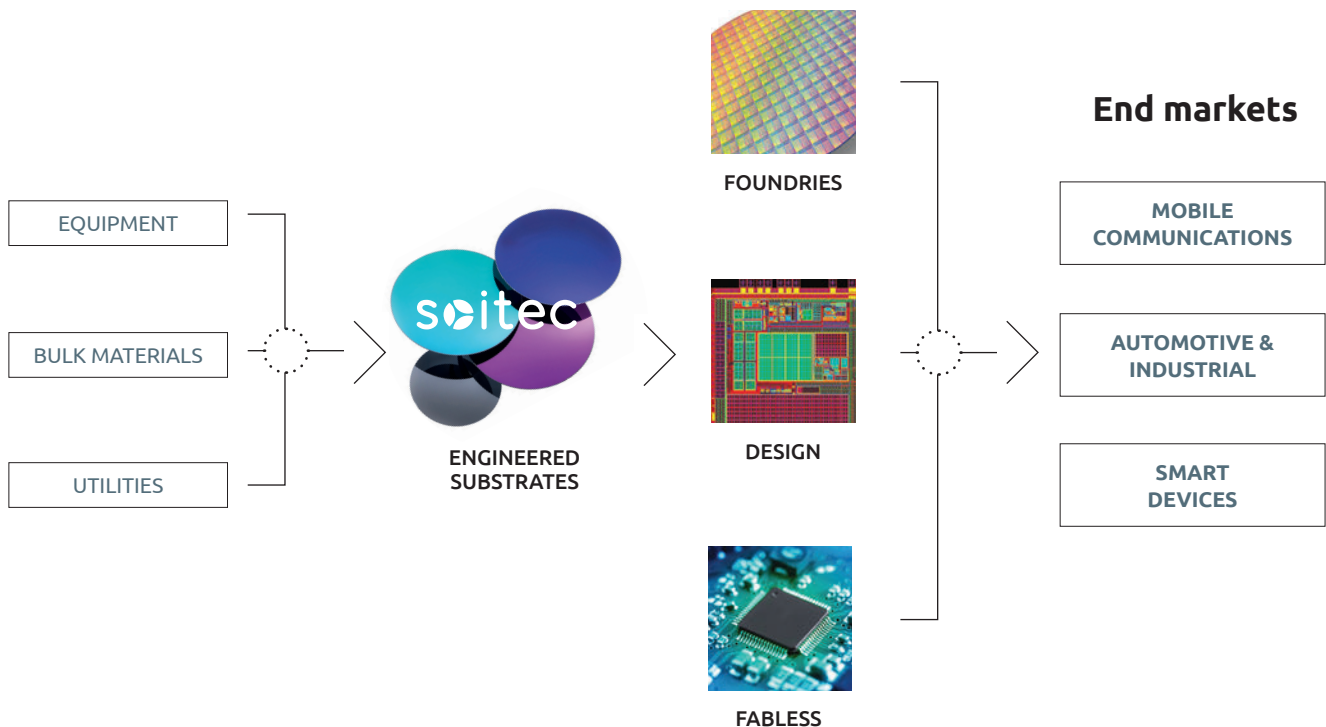 EQUIPMENT
BULK MATERIALS
UTILITIES
soitec
ENGINEERED
SUBSTRATES
FOUNDRIES
DESIGN
FABLESS
End markets
MOBILE
COMMUNICATIONS
AUTOMOTIVE &
INDUSTRIAL
SMART
DEVICES